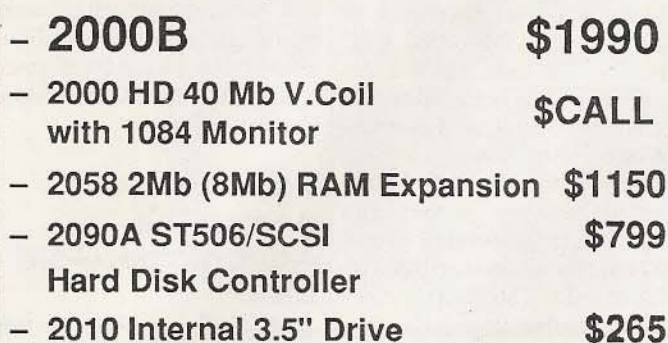 – 2000B $1990
– 2000 HD 40 Mb V.Coil
with 1084 Monitor $CALL
– 2058 2Mb (8Mb) RAM Expansion $1150
– 2090A ST506/SCSI $799
Hard Disk Controller
– 2010 Internal 3.5" Drive $265